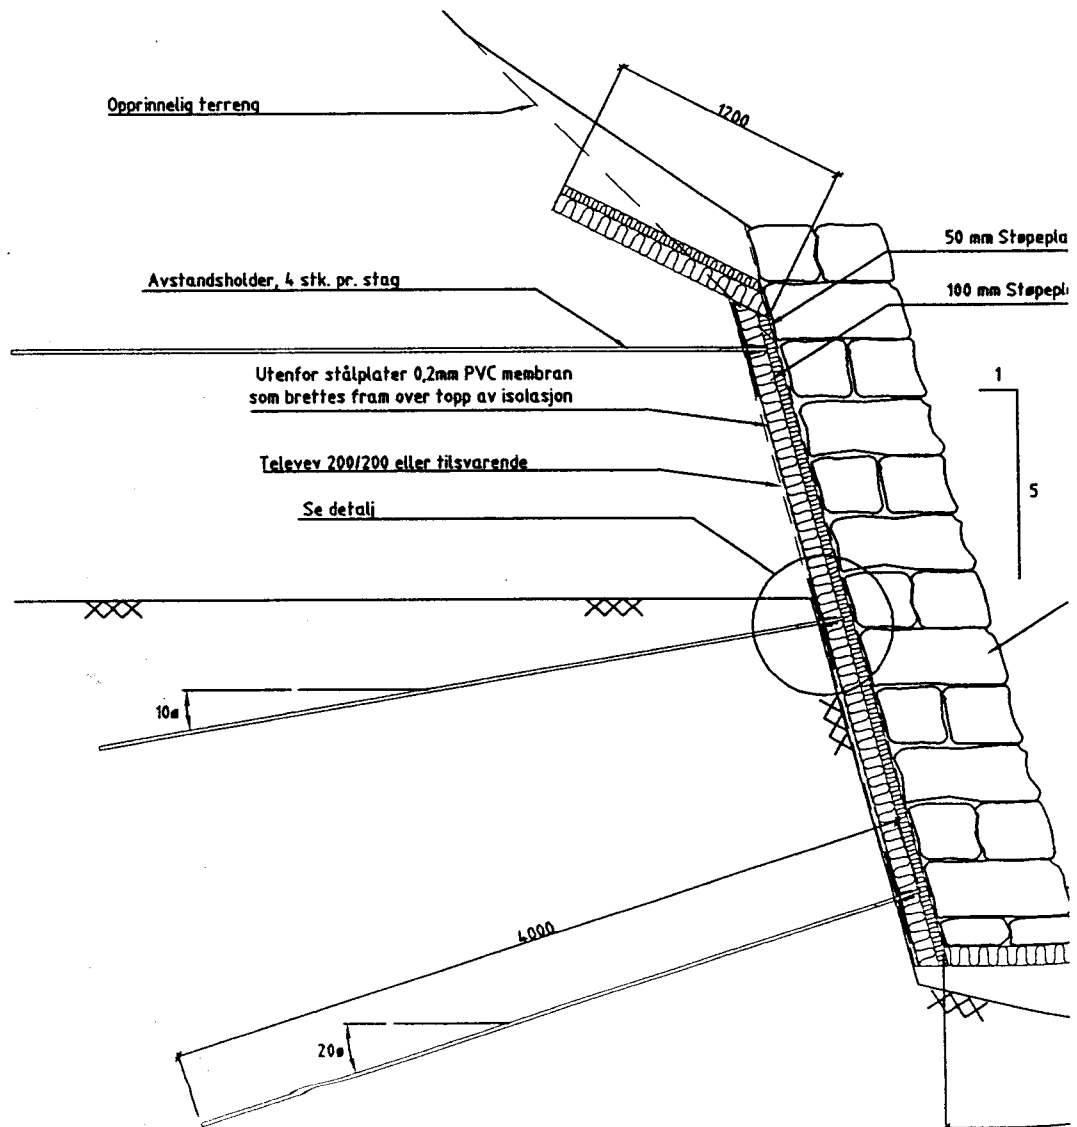 Opprinnelig terreng
1200
50 mm Støpepla
Avstandsholder, 4 stk. pr. stag
100 mm Støpepl
Utenfor stålplater 0,2mm PVC membran
som brettes fram over topp av isolasjon
1
Televev 200/200 eller tilsvarende
5
Se detalj
10ø
4000
20ø